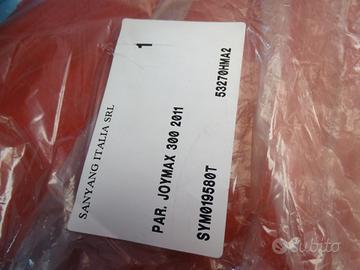 SANYANG ITALIA SRL
1
PAR. JOYMAX 300 2011
53270HMA2
SYM019580T
subito